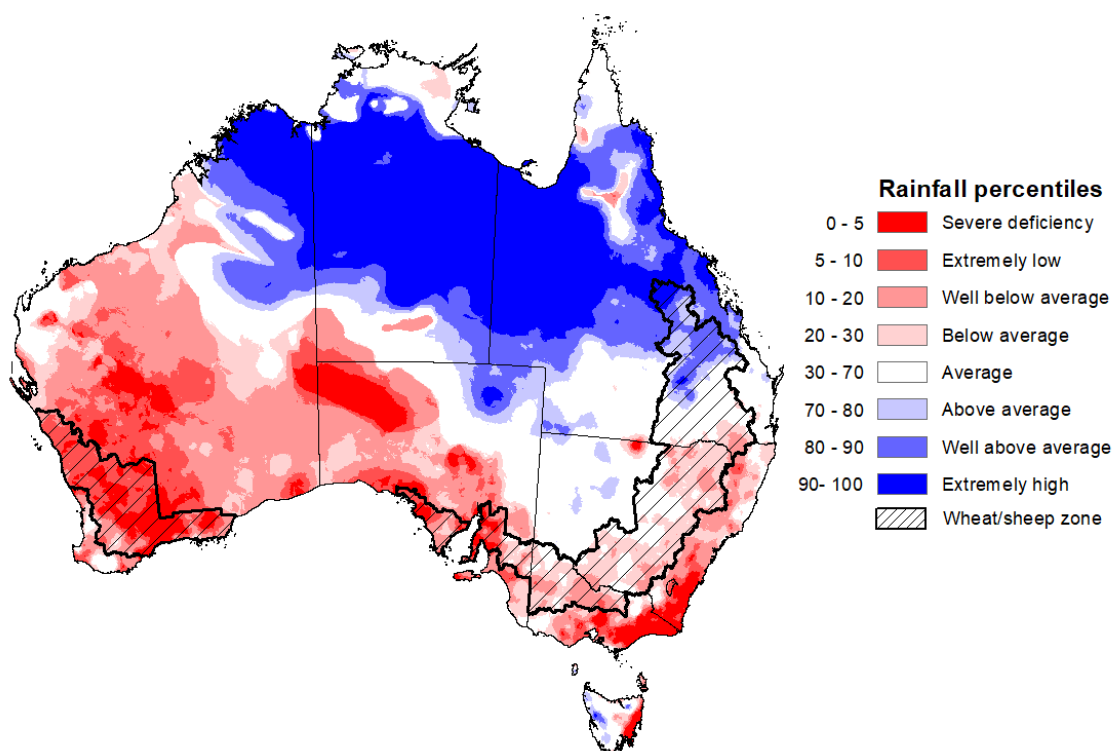 Rainfall percentiles
0 - 5 Severe deficiency
5 - 10 Extremely low
10 - 20 Well below average
20 - 30 Below average
30 - 70 Average
70 - 80 Above average
80 - 90 Well above average
90- 100 Extremely high
Wheat/sheep zone